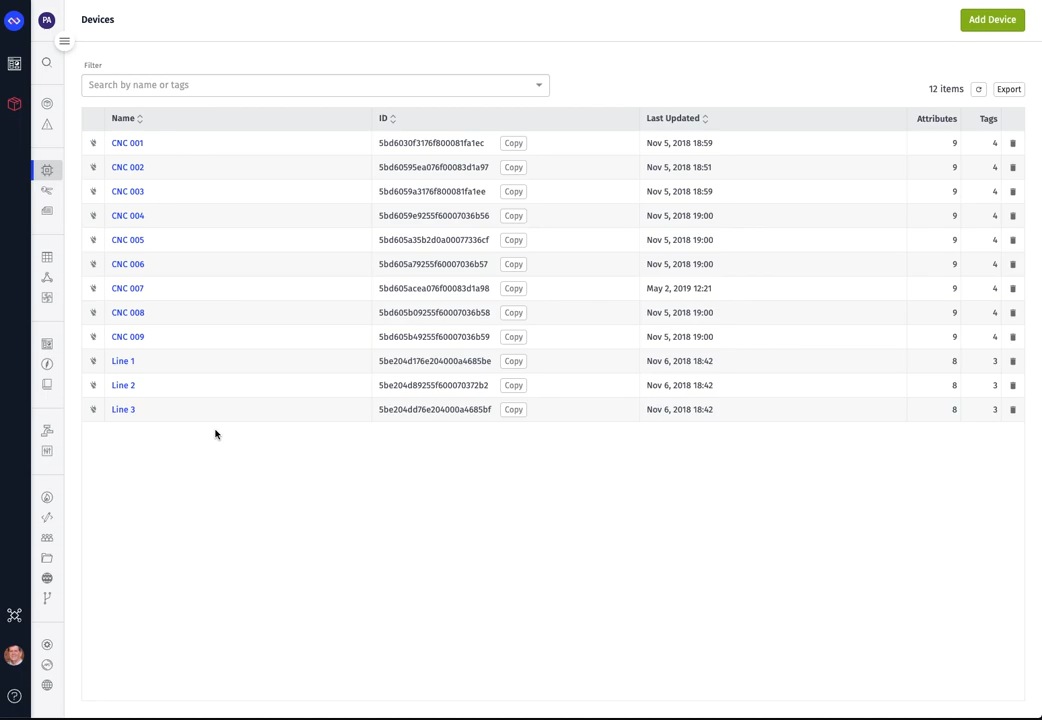 PA
Devices
Add Device
Filter
Search by name or tags
12 items
Export
Name ID Last Updated Attributes Tags
CNC 001 5bd6030f3176f800081fa1ec Copy Nov 5, 2018 18:59 9 4
CNC 002 5bd60595ea076f00083d1a97 Copy Nov 5, 2018 18:51 9 4
CNC 003 5bd6059a3176f800081fa1ee Copy Nov 5, 2018 18:59 9 4
CNC 004 5bd6059e9255f60007036b56 Copy Nov 5, 2018 19:00 9 4
CNC 005 5bd605a35b2d0a00077336cf Copy Nov 5, 2018 19:00 9 4
CNC 006 5bd605a79255f60007036b57 Copy Nov 5, 2018 19:00 9 4
CNC 007 5bd605acea076f00083d1a98 Copy May 2, 2019 12:21 9 4
CNC 008 5bd605b09255f60007036b58 Copy Nov 5, 2018 19:00 9 4
CNC 009 5bd605b49255f60007036b59 Copy Nov 5, 2018 19:00 9 4
Line 1 5be204d176e204000a4685be Copy Nov 6, 2018 18:42 8 3
Line 2 5be204d89255f600070372b2 Copy Nov 6, 2018 18:42 8 3
Line 3 5be204dd76e204000a4685bf Copy Nov 6, 2018 18:42 8 3